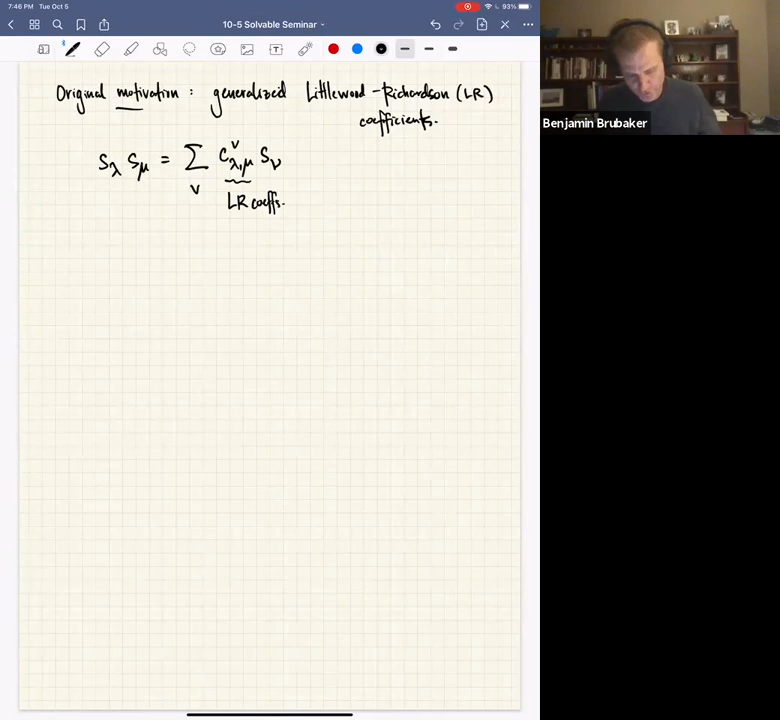 7:46 PM Tue Oct 5
93%
10-5 Solvable Seminar
Original motivation : generalized Littlewood-Richardson (LR)
coefficients.
S_λ S_μ = Σ_ν C^ν_{λ,μ} S_ν
LR coeffs.
Benjamin Brubaker